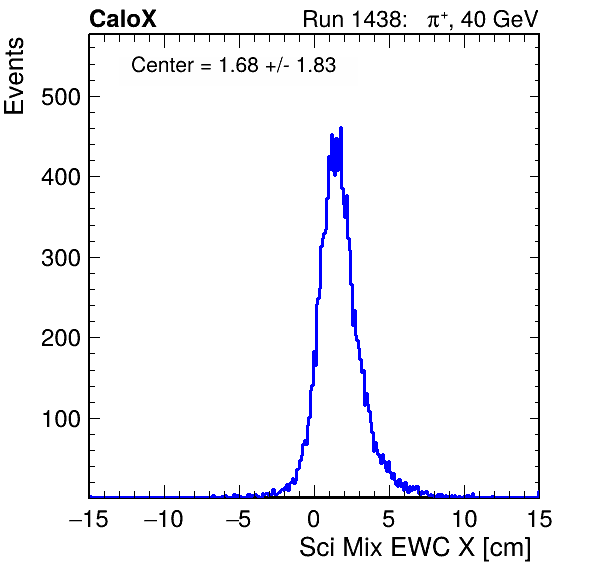 CaloX
Run 1438: π⁺, 40 GeV
Center = 1.68 +/- 1.83
Events
500
400
300
200
100
−15 −10 −5 0 5 10 15
Sci Mix EWC X [cm]